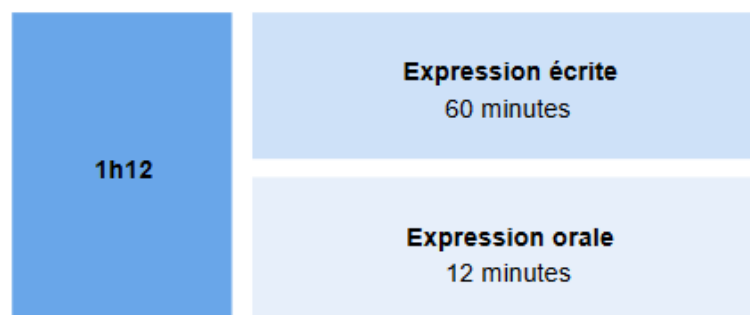 1h12
Expression écrite
60 minutes
Expression orale
12 minutes